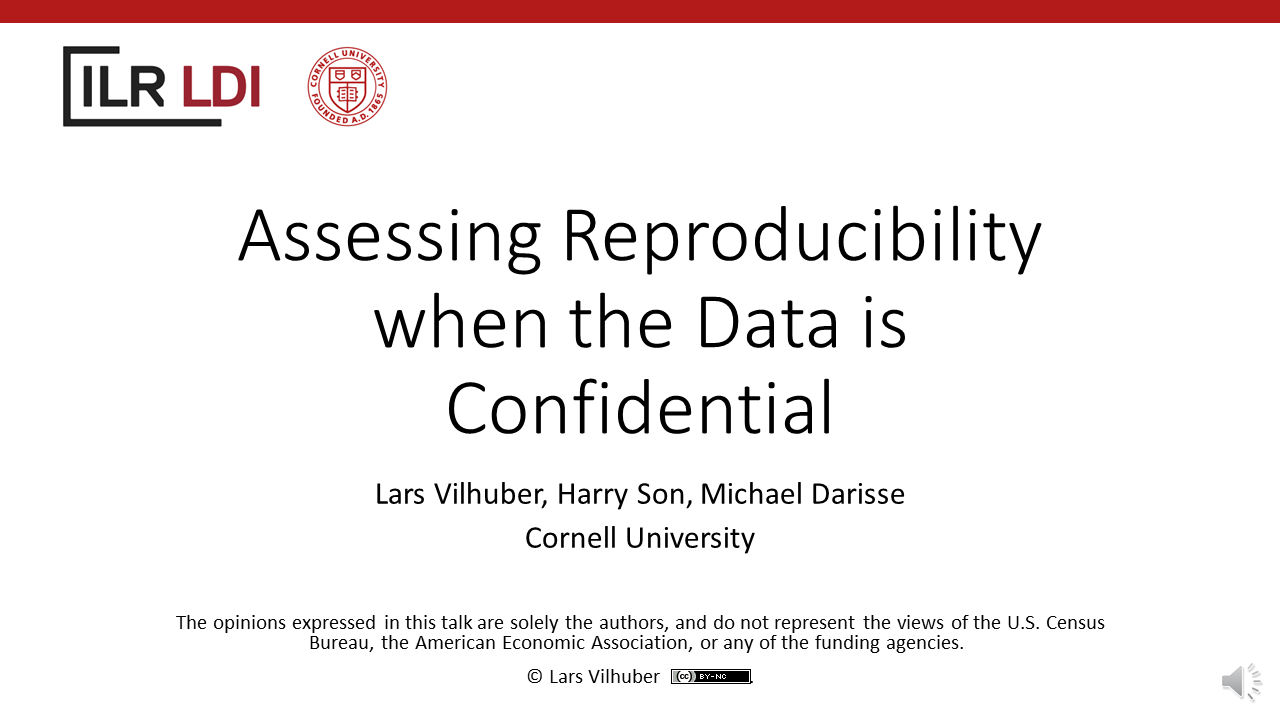 ILR LDI
CORNELL UNIVERSITY
FOUNDED A.D. 1865
Assessing Reproducibility
when the Data is
Confidential
Lars Vilhuber, Harry Son, Michael Darisse
Cornell University
The opinions expressed in this talk are solely the authors, and do not represent the views of the U.S. Census
Bureau, the American Economic Association, or any of the funding agencies.
© Lars Vilhuber (cc) BY-NC .